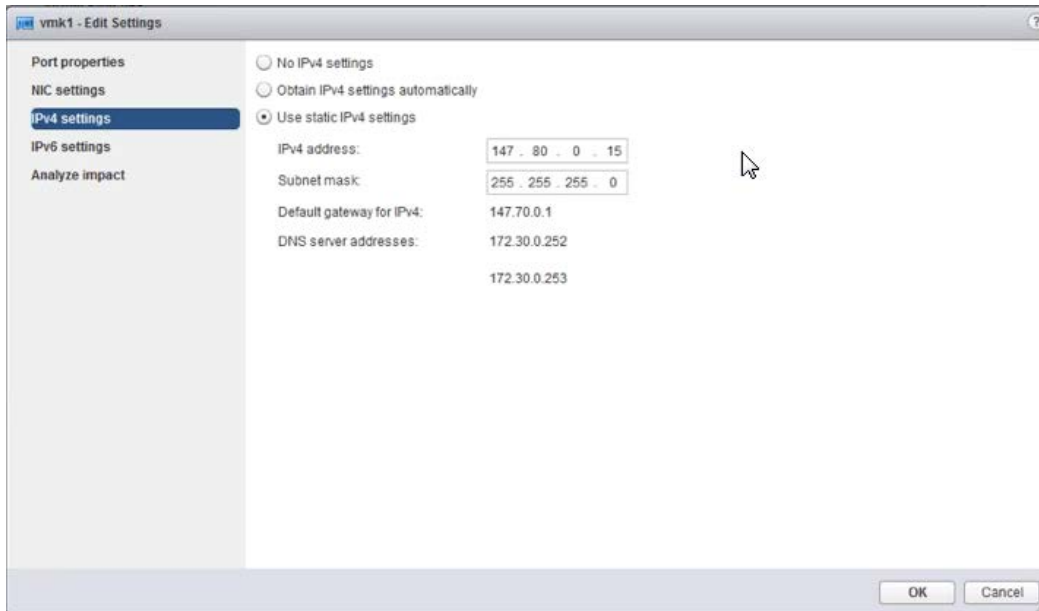 vmk1 - Edit Settings
?
Port properties
NIC settings
IPv4 settings
IPv6 settings
Analyze impact
No IPv4 settings
Obtain IPv4 settings automatically
Use static IPv4 settings
IPv4 address: 147 . 80 . 0 . 15
Subnet mask: 255 . 255 . 255 . 0
Default gateway for IPv4: 147.70.0.1
DNS server addresses: 172.30.0.252
172.30.0.253
OK Cancel